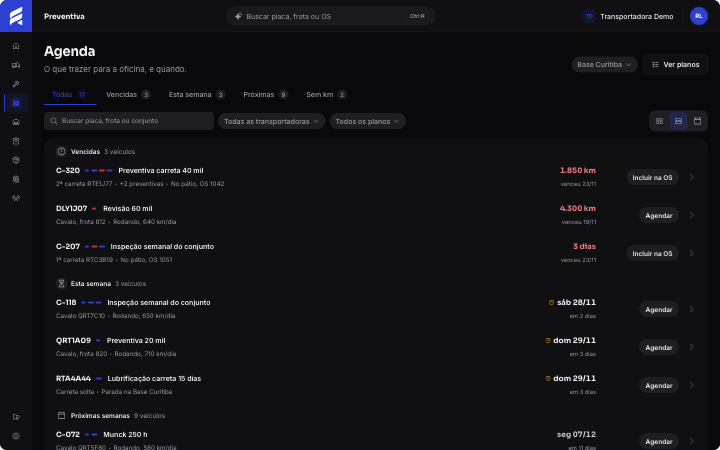 Preventiva
Buscar placa, frota ou OS
Ctrl K
TD
Transportadora Demo
RL
Agenda
O que trazer para a oficina, e quando.
Base Curitiba
Ver planos
Todas 17
Vencidas 3
Esta semana 3
Próximas 9
Sem km 2
Buscar placa, frota ou conjunto
Todas as transportadoras
Todos os planos
Vencidas 3 veículos
C-320 Preventiva carreta 40 mil
1.850 km
2ª carreta RTE1J77 · +2 preventivas · No pátio, OS 1042
venceu 23/11
Incluir na OS
DLY1J07 Revisão 60 mil
4.300 km
Cavalo, frota 812 · Rodando, 640 km/dia
venceu 19/11
Agendar
C-207 Inspeção semanal do conjunto
3 dias
1ª carreta RTC3B19 · No pátio, OS 1051
venceu 23/11
Incluir na OS
Esta semana 3 veículos
C-118 Inspeção semanal do conjunto
sáb 28/11
Cavalo QRT7C10 · Rodando, 650 km/dia
em 2 dias
Agendar
QRT1A09 Preventiva 20 mil
dom 29/11
Cavalo, frota 820 · Rodando, 710 km/dia
em 3 dias
Agendar
RTA4A44 Lubrificação carreta 15 dias
dom 29/11
Carreta solta · Parada na Base Curitiba
em 3 dias
Agendar
Próximas semanas 9 veículos
C-072 Munck 250 h
seg 07/12
Cavalo QRT5F80 · Rodando, 580 km/dia
em 11 dias
Agendar